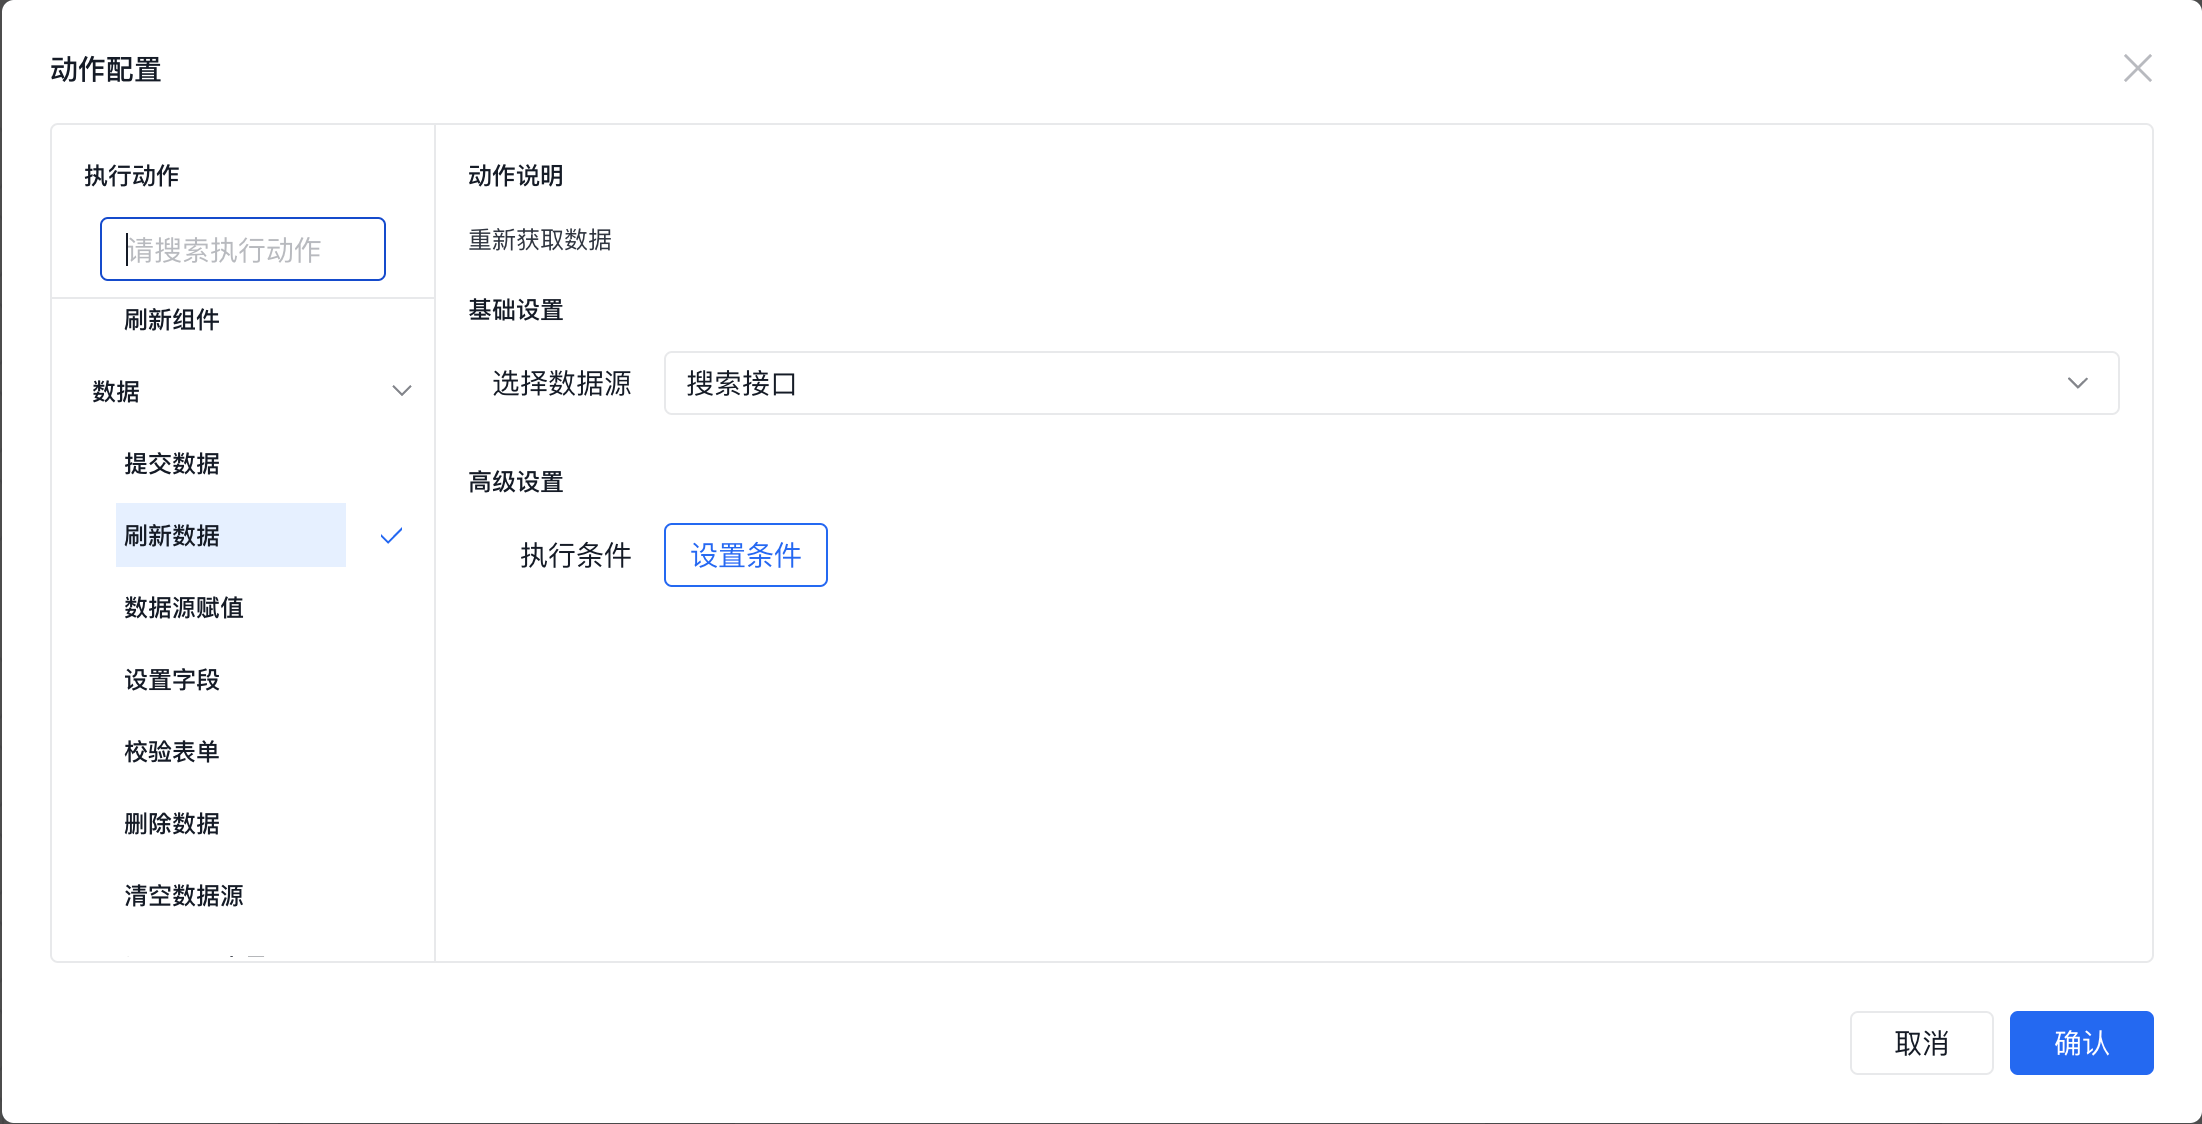 动作配置
执行动作
请搜索执行动作
刷新组件
数据
提交数据
刷新数据
数据源赋值
设置字段
校验表单
删除数据
清空数据源
动作说明
重新获取数据
基础设置
选择数据源 搜索接口
高级设置
执行条件 设置条件
取消 确认